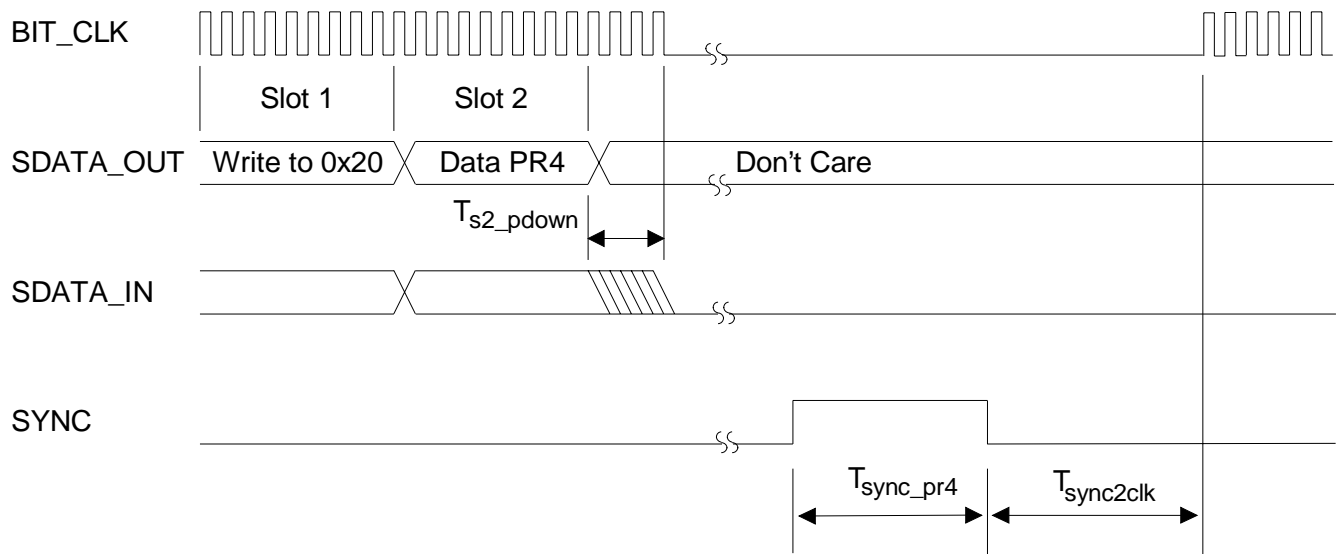 BIT_CLK
Slot 1 Slot 2
SDATA_OUT Write to 0x20 Data PR4 Don't Care
Ts2_pdown
SDATA_IN
SYNC
Tsync_pr4 Tsync2clk